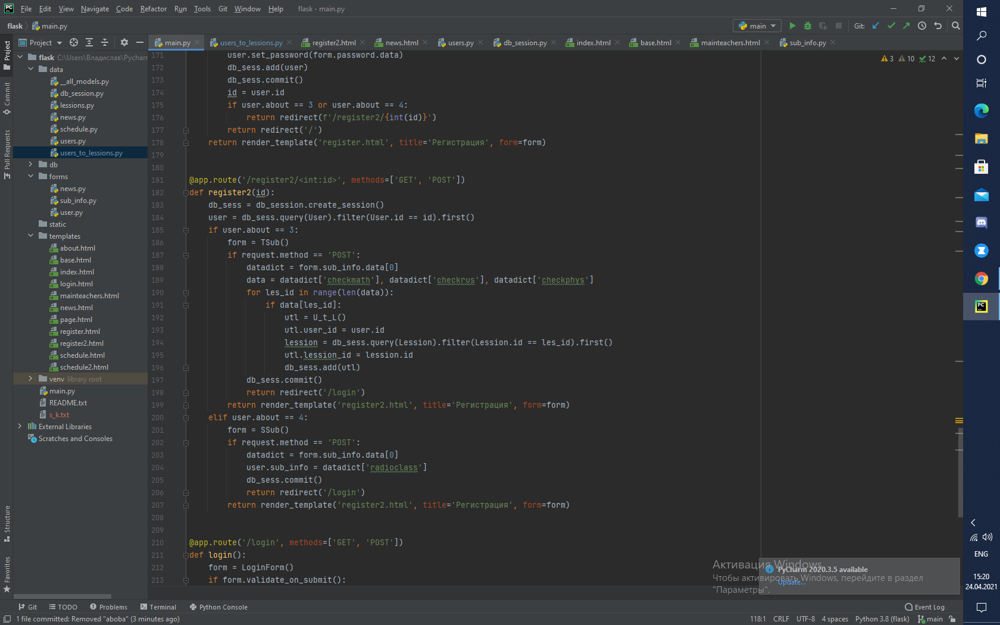 PC File Edit View Navigate Code Refactor Run Tools Git Window Help flask - main.py
flask main.py main Git:
Project main.py users_to_lessions.py register2.html news.html users.py db_session.py index.html base.html mainteachers.html sub_info.py
Project
Commit
Pull Requests
Structure
Favorites
flask C:\Users\Владислав\Pycharm
data
__all_models.py
db_session.py
lessions.py
news.py
schedule.py
users.py
users_to_lessions.py
db
forms
news.py
sub_info.py
user.py
static
templates
about.html
base.html
index.html
login.html
mainteachers.html
news.html
page.html
register.html
register2.html
schedule.html
schedule2.html
venv library root
main.py
README.txt
s_k.txt
External Libraries
Scratches and Consoles
3 10 12
171 user.set_password(form.password.data)
172 db_sess.add(user)
173 db_sess.commit()
174 id = user.id
175 if user.about == 3 or user.about == 4:
176 return redirect(f'/register2/{int(id)}')
177 return redirect('/')
178 return render_template('register.html', title='Регистрация', form=form)
179
180
181 @app.route('/register2/<int:id>', methods=['GET', 'POST'])
182 def register2(id):
183 db_sess = db_session.create_session()
184 user = db_sess.query(User).filter(User.id == id).first()
185 if user.about == 3:
186 form = TSub()
187 if request.method == 'POST':
188 datadict = form.sub_info.data[0]
189 data = datadict['checkmath'], datadict['checkrus'], datadict['checkphys']
190 for les_id in range(len(data)):
191 if data[les_id]:
192 utl = U_t_L()
193 utl.user_id = user.id
194 lession = db_sess.query(Lession).filter(Lession.id == les_id).first()
195 utl.lession_id = lession.id
196 db_sess.add(utl)
197 db_sess.commit()
198 return redirect('/login')
199 return render_template('register2.html', title='Регистрация', form=form)
200 elif user.about == 4:
201 form = SSub()
202 if request.method == 'POST':
203 datadict = form.sub_info.data[0]
204 user.sub_info = datadict['radioclass']
205 db_sess.commit()
206 return redirect('/login')
207 return render_template('register2.html', title='Регистрация', form=form)
208
209
210 @app.route('/login', methods=['GET', 'POST'])
211 def login():
212 form = LoginForm()
213 if form.validate_on_submit():
Активация Windows
Чтобы активировать Windows, перейдите в раздел
"Параметры".
PyCharm 2020.3.5 available
Update...
Git TODO Problems Terminal Python Console Event Log
1 file committed: Removed "aboba" (3 minutes ago) 118:1 CRLF UTF-8 4 spaces Python 3.8 (flask) main
PC
ENG
15:20
24.04.2021